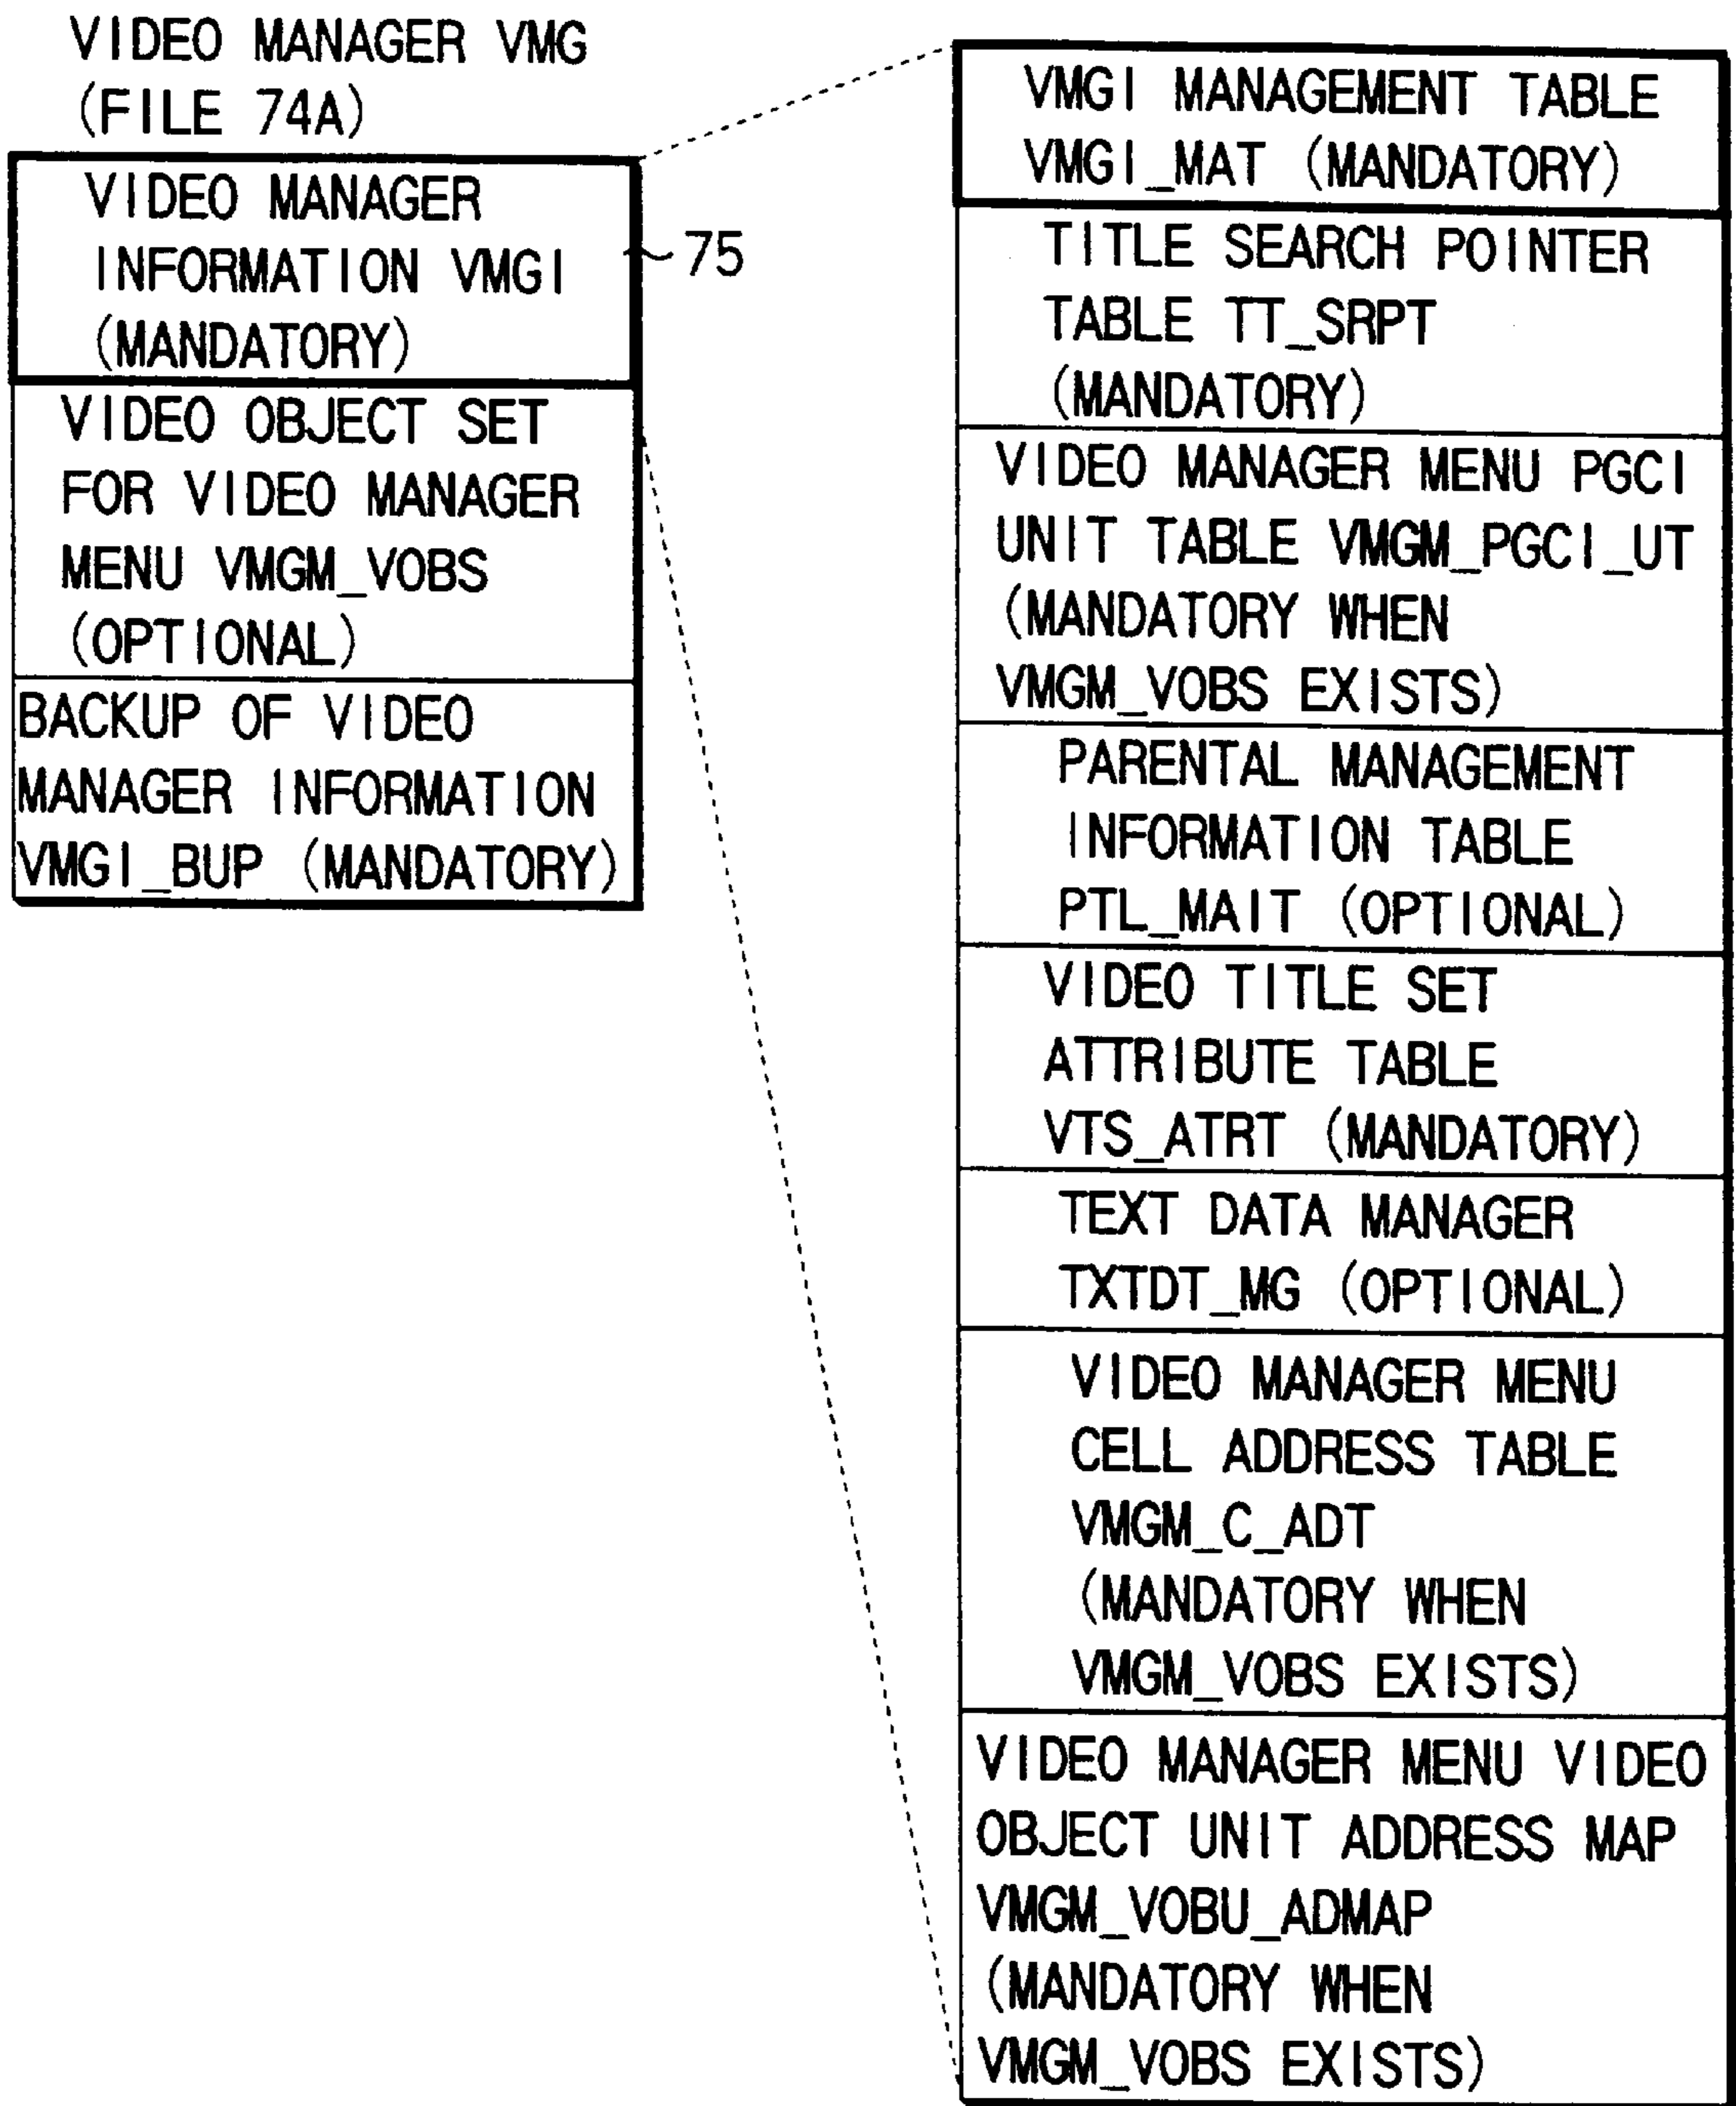 VIDEO MANAGER VMG
(FILE 74A)
VIDEO MANAGER
INFORMATION VMGI
(MANDATORY)
75
VIDEO OBJECT SET
FOR VIDEO MANAGER
MENU VMGM_VOBS
(OPTIONAL)
BACKUP OF VIDEO
MANAGER INFORMATION
VMGI_BUP (MANDATORY)
VMGI MANAGEMENT TABLE
VMGI_MAT (MANDATORY)
TITLE SEARCH POINTER
TABLE TT_SRPT
(MANDATORY)
VIDEO MANAGER MENU PGCI
UNIT TABLE VMGM_PGCI_UT
(MANDATORY WHEN
VMGM_VOBS EXISTS)
PARENTAL MANAGEMENT
INFORMATION TABLE
PTL_MAIT (OPTIONAL)
VIDEO TITLE SET
ATTRIBUTE TABLE
VTS_ATRT (MANDATORY)
TEXT DATA MANAGER
TXTDT_MG (OPTIONAL)
VIDEO MANAGER MENU
CELL ADDRESS TABLE
VMGM_C_ADT
(MANDATORY WHEN
VMGM_VOBS EXISTS)
VIDEO MANAGER MENU VIDEO
OBJECT UNIT ADDRESS MAP
VMGM_VOBU_ADMAP
(MANDATORY WHEN
VMGM_VOBS EXISTS)